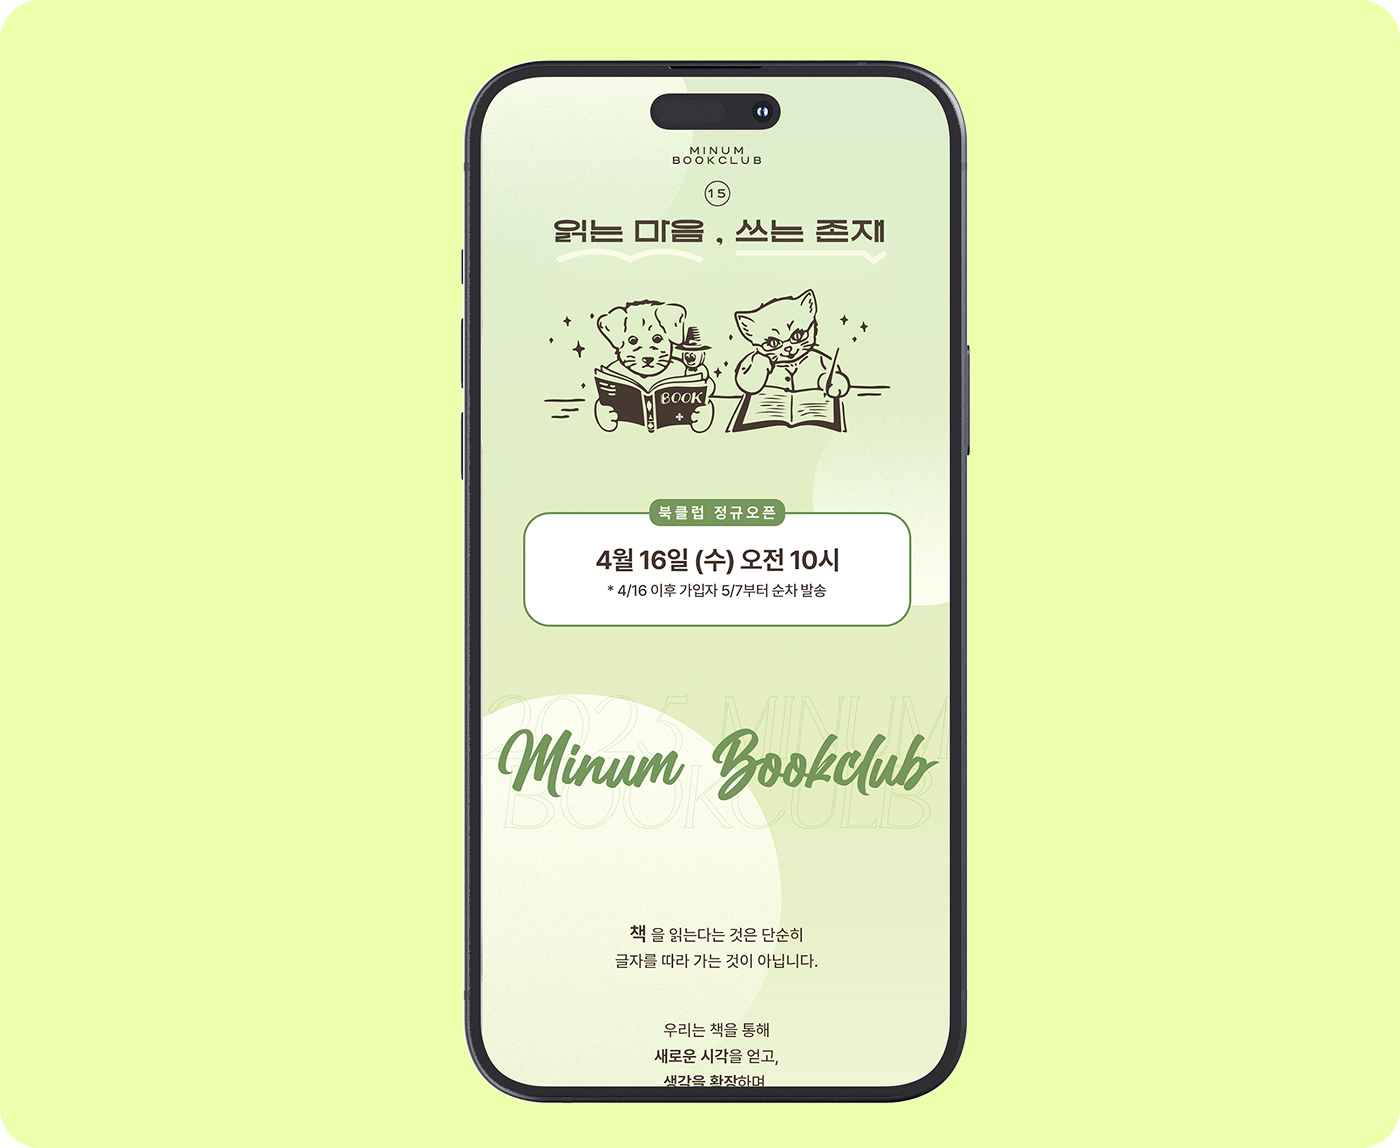 MINUM
BOOKCLUB
15
읽는 마음, 쓰는 존재
BOOK
북클럽 정규오픈
4월 16일 (수) 오전 10시
* 4/16 이후 가입자 5/7부터 순차 발송
2025 MINUM
Minum Bookclub
BOOKCULB
책 을 읽는다는 것은 단순히
글자를 따라 가는 것이 아닙니다.
우리는 책을 통해
새로운 시각을 얻고,
생각을 확장하며